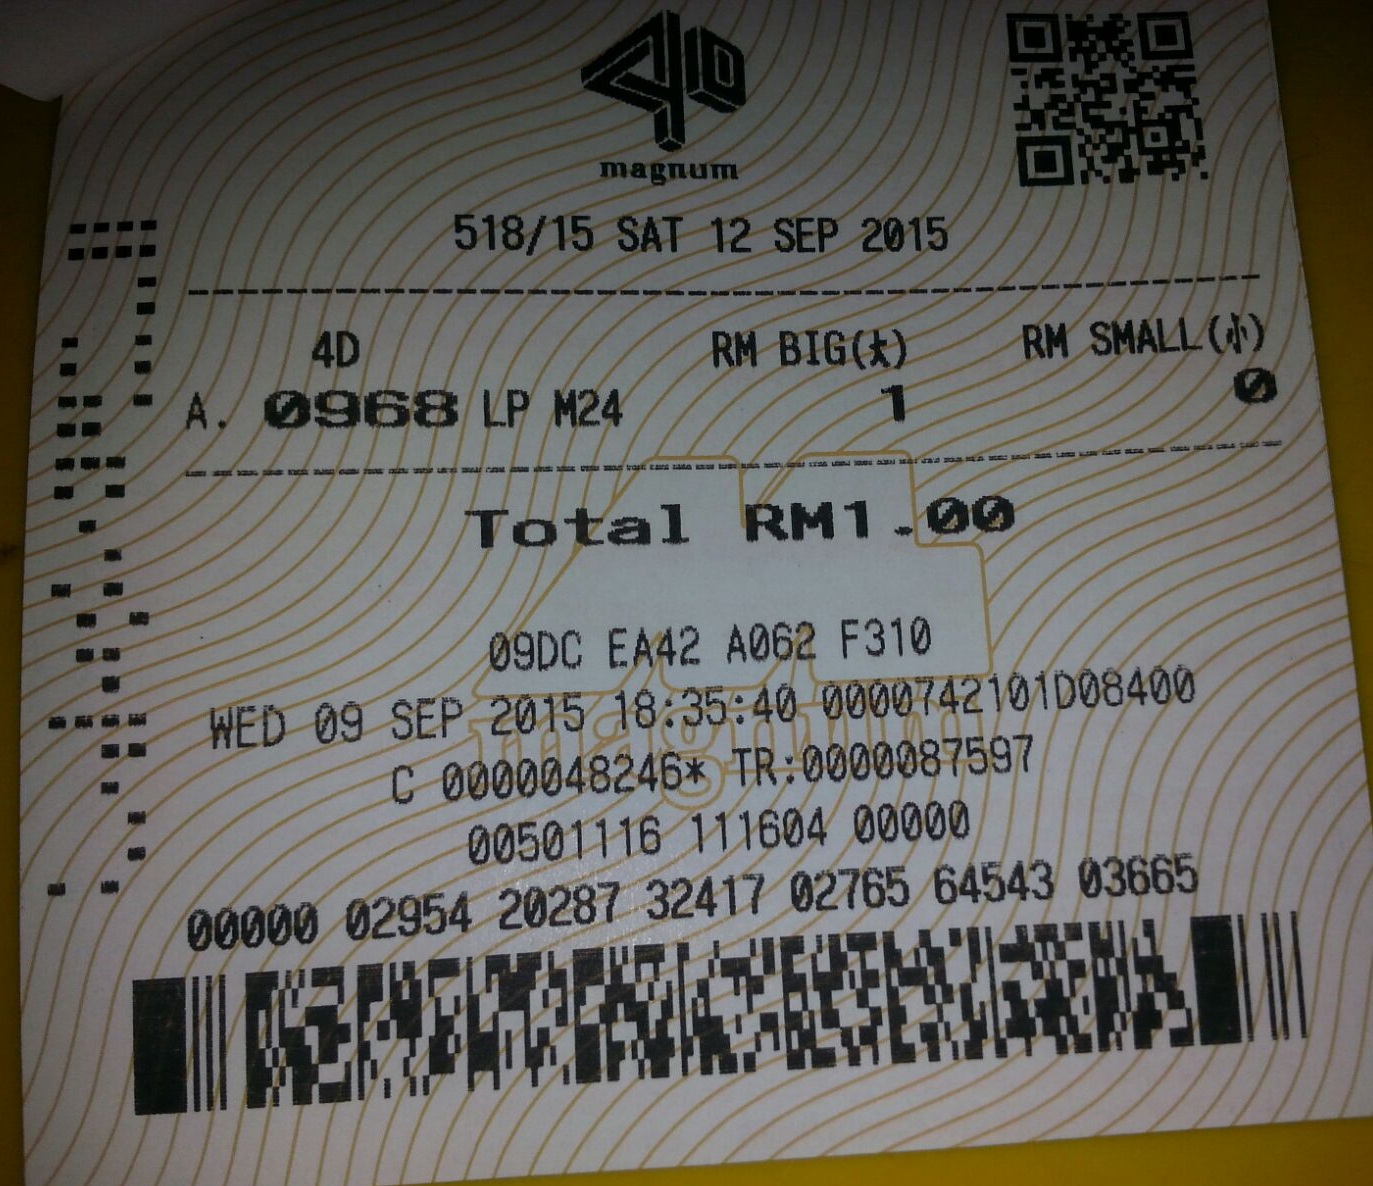 4D
magnum
518/15 SAT 12 SEP 2015
4D RM BIG(大) RM SMALL(小)
A. 0968 LP M24 1 0
Total RM1.00
09DC EA42 A062 F310
WED 09 SEP 2015 18:35:40 0000742101D08400
C 0000048246* TR:0000087597
00501116 111604 00000
00000 02954 20287 32417 02765 64543 03665